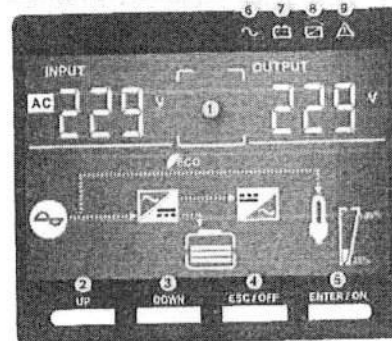 6 7 8 9
INPUT OUTPUT
AC 229 V 229 V
1
ECO
2 3 4 5
UP DOWN ESC/OFF ENTER/ON